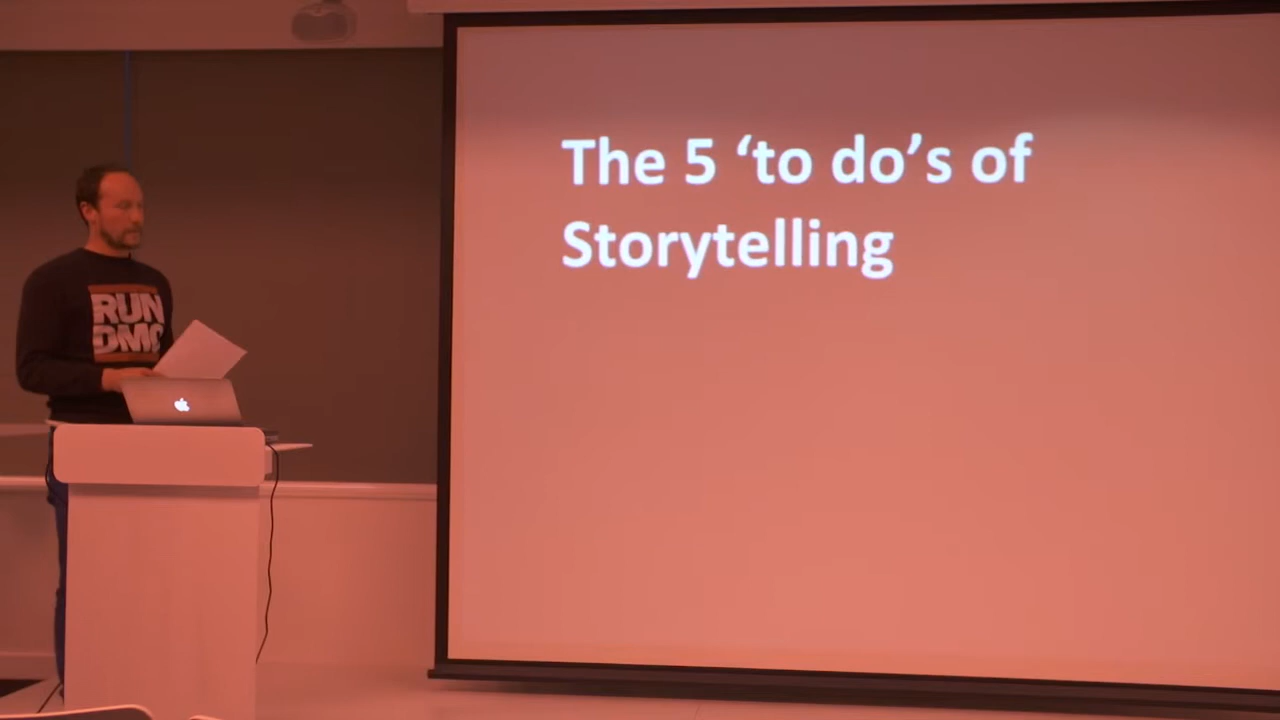 The 5 ‘to do’s of
Storytelling
RUN
DMC